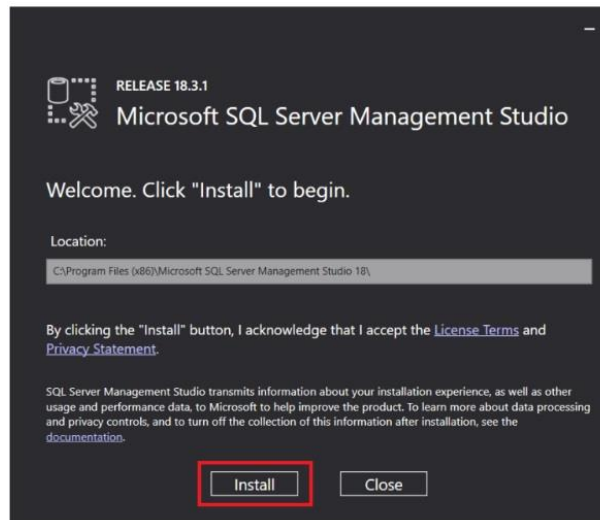 RELEASE 18.3.1
Microsoft SQL Server Management Studio
Welcome. Click "Install" to begin.
Location:
C:\Program Files (x86)\Microsoft SQL Server Management Studio 18\
By clicking the "Install" button, I acknowledge that I accept the License Terms and
Privacy Statement.
SQL Server Management Studio transmits information about your installation experience, as well as other
usage and performance data, to Microsoft to help improve the product. To learn more about data processing
and privacy controls, and to turn off the collection of this information after installation, see the
documentation.
Install
Close